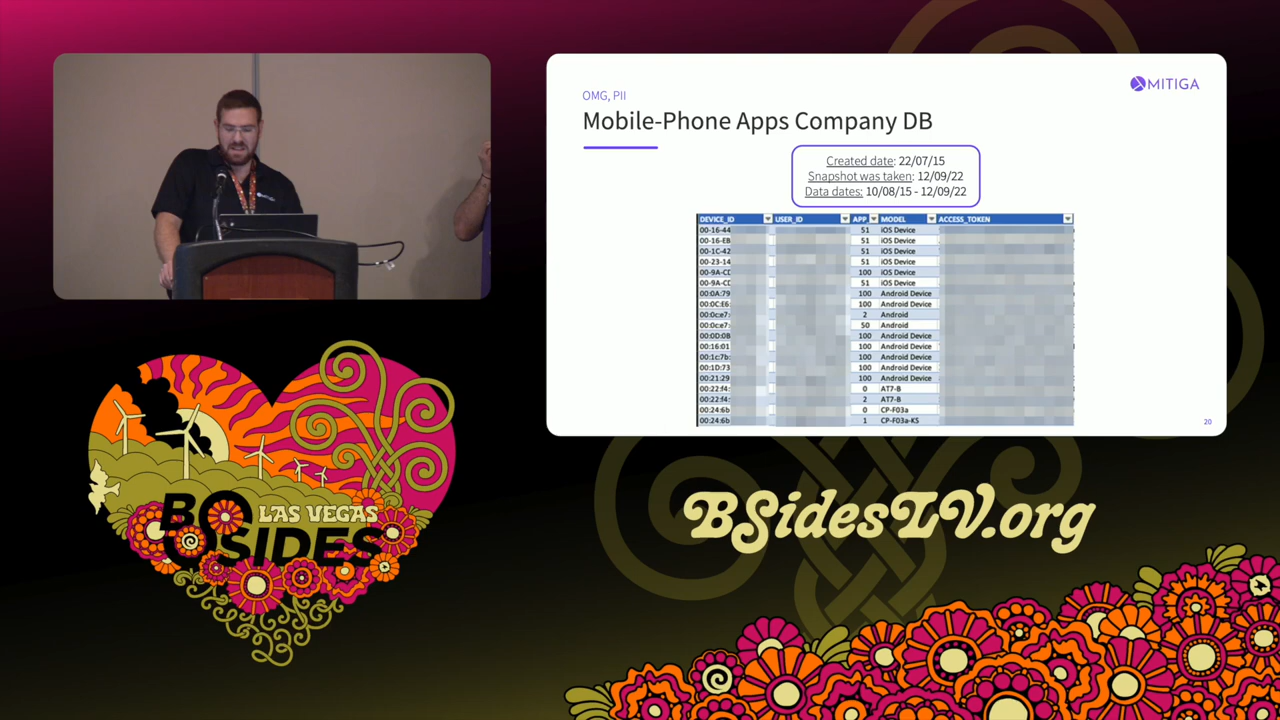 OMG, PII
MITIGA
Mobile-Phone Apps Company DB
Created date: 22/07/15
Snapshot was taken: 12/09/22
Data dates: 10/08/15 - 12/09/22
DEVICE_ID USER_ID APP_ MODEL ACCESS_TOKEN
00-16-44 51 iOS Device
00-16-EB 51 iOS Device
00-1C-42 51 iOS Device
00-23-14 51 iOS Device
00-9A-CD 100 iOS Device
00-9A-CD 51 iOS Device
00:0A:79 100 Android Device
00:0C:E6: 100 Android Device
00:0c:e7: 2 Android
00:0c:e7: 50 Android
00:0D:0B 100 Android Device
00:16:01 100 Android Device
00:1c:7b: 100 Android Device
00:1D:73 100 Android Device
00:21:29 100 Android Device
00:22:f4: 0 AT7-B
00:22:f4: 2 AT7-B
00:24:6b 0 CP-F03a
00:24:6b 1 CP-F03a-K5
20
LAS VEGAS
BSIDES
23
BSidesLV.org